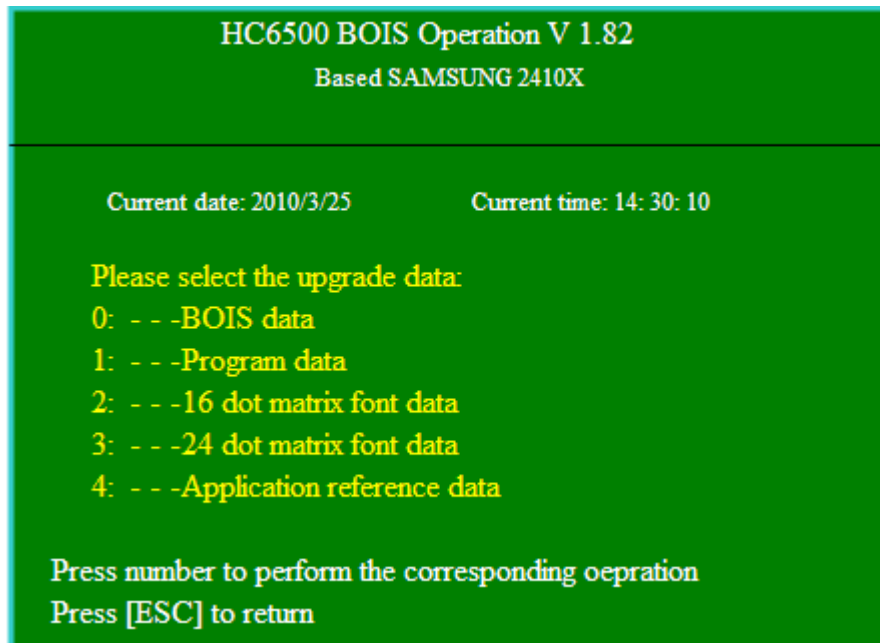 HC6500 BOIS Operation V 1.82
Based SAMSUNG 2410X
Current date: 2010/3/25 Current time: 14: 30: 10
Please select the upgrade data:
0: - - -BOIS data
1: - - -Program data
2: - - -16 dot matrix font data
3: - - -24 dot matrix font data
4: - - -Application reference data
Press number to perform the corresponding oepration
Press [ESC] to return